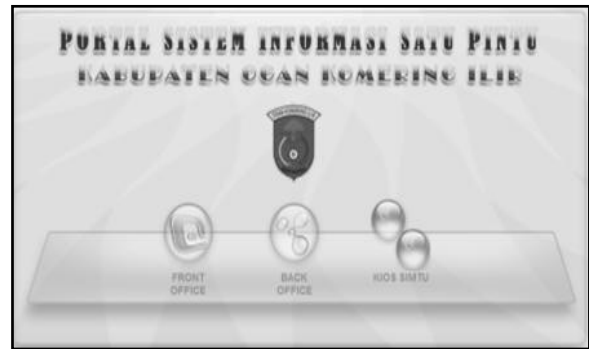 PORTAL SISTEM INFORMASI SATU PINTU
KABUPATEN OGAN KOMERING ILIR
FRONT
OFFICE
BACK
OFFICE
KIOS SIMTU